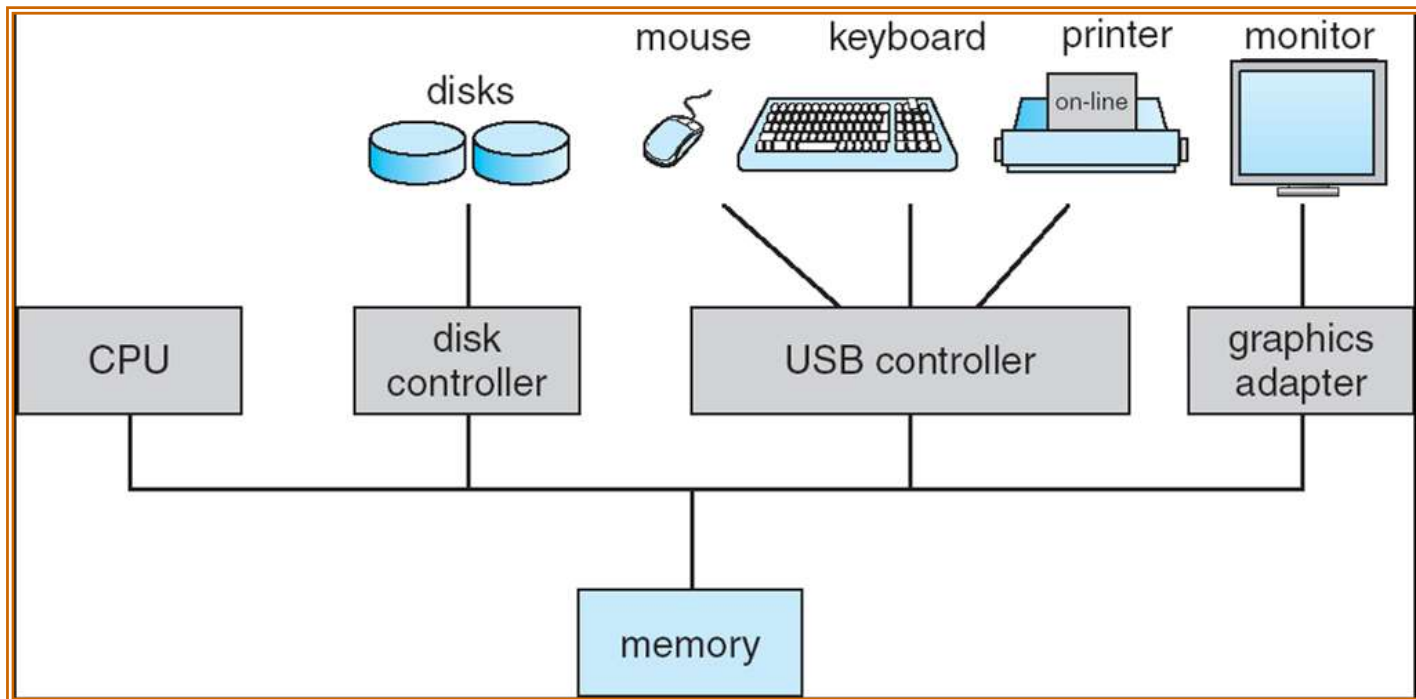 mouse
keyboard
printer
monitor
disks
on-line
CPU
disk
controller
USB controller
graphics
adapter
memory